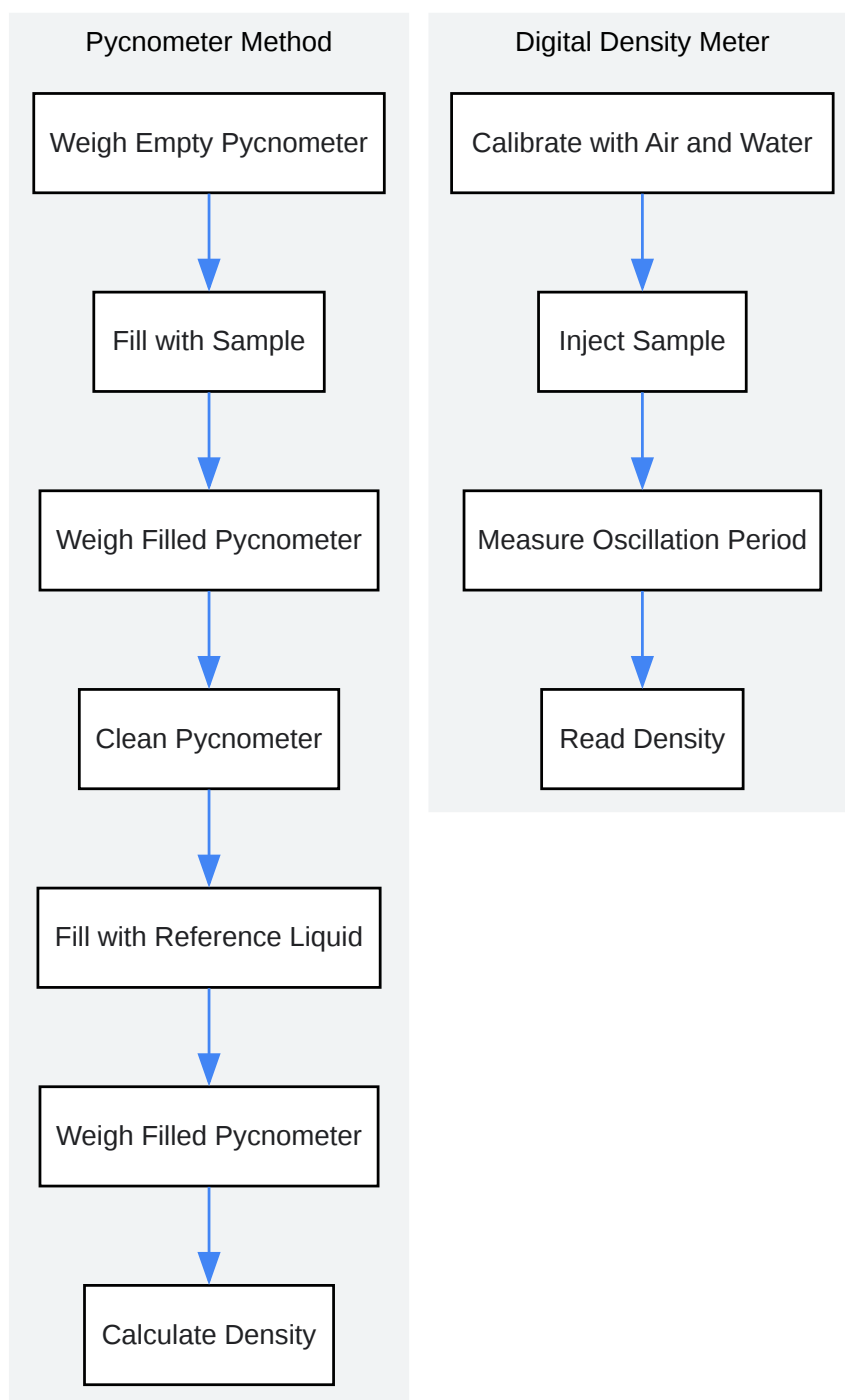 Pycnometer Method
Weigh Empty Pycnometer
Fill with Sample
Weigh Filled Pycnometer
Clean Pycnometer
Fill with Reference Liquid
Weigh Filled Pycnometer
Calculate Density
Digital Density Meter
Calibrate with Air and Water
Inject Sample
Measure Oscillation Period
Read Density